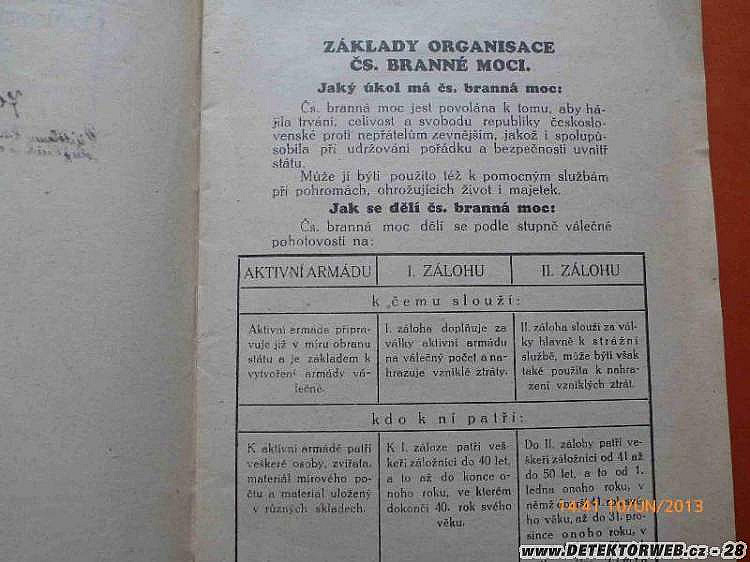 ZÁKLADY ORGANISACE
ČS. BRANNÉ MOCI.
Jaký úkol má čs. branná moc:
Čs. branná moc jest povolána k tomu, aby há-
jila trvání, celivost a svobodu republiky českoslo-
venské proti nepřátelům zevnějším, jakož i spolupů-
sobila při udržování pořádku a bezpečnosti uvnitř
státu.
Může jí býti použito též k pomocným službám
při pohromách, ohrožujících život i majetek.
Jak se dělí čs. branná moc:
Čs. branná moc dělí se podle stupně válečné
pohotovosti na:
AKTIVNÍ ARMÁDU
I. ZÁLOHU
II. ZÁLOHU
k čemu slouží:
Aktivní armáda připra-
vuje již v míru obranu
státu a je základem k
vytvoření armády vá-
lečné.
I. záloha doplňuje za
války aktivní armádu
na válečný počet a na-
hrazuje vzniklé ztráty.
II. záloha slouží za vál-
ky hlavně k strážní
službě, může býti však
také použita k nahra-
zení vzniklých ztrát.
kdo k ní patří:
K aktivní armádě patří
veškeré osoby, zvířata,
materiál mírového po-
čtu a materiál uložený
v různých skladech.
K I. záloze patří veš-
keří záložníci do 40 let,
a to až do konce
onoho roku, ve kterém
dokončí 40. rok svého
věku.
Do II. zálohy patří ve-
škeří záložníci od 41 až
do 50 let, a to od 1.
ledna onoho roku, v
němž dovrší 41 rok své-
ho věku, až do 31. pro-
since onoho roku, v
14:41 10/ÚN/2013
www.DETEKTORWEB.cz - 28